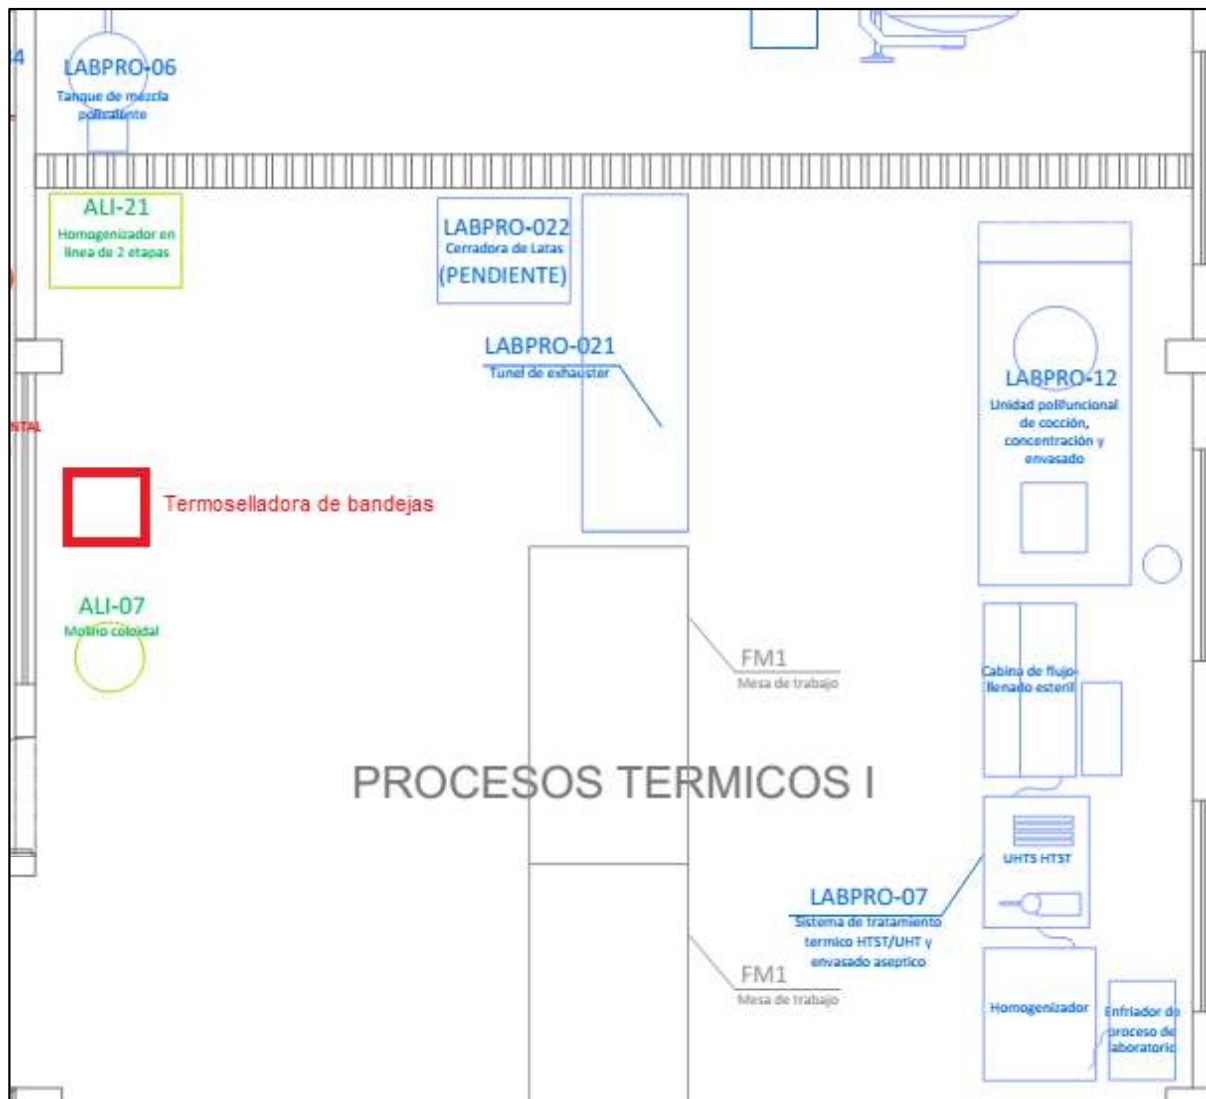 LABPRO-06
Tanque de mezcla
polivalente
ALI-21
Homogenizador en
linea de 2 etapas
LABPRO-022
Cerradora de Latas
(PENDIENTE)
LABPRO-021
Tunel de exhauster
LABPRO-12
Unidad polifuncional
de cocción,
concentración y
envasado
NTAL
Termoselladora de bandejas
ALI-07
Molino coloidal
FM1
Mesa de trabajo
Cabina de flujo-
llenado esteril
PROCESOS TERMICOS I
UHTS HTST
LABPRO-07
Sistema de tratamiento
termico HTST/UHT y
envasado aseptico
FM1
Mesa de trabajo
Homogenizador
Enfriador de
proceso de
laboratorio